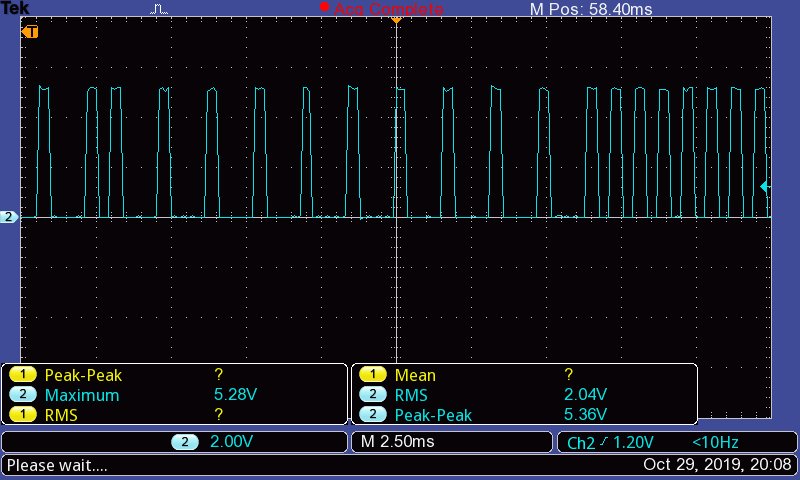 Tek Acq Complete M Pos: 58.40ms
T
2
1 Peak-Peak ? 1 Mean ?
2 Maximum 5.28V 2 RMS 2.04V
1 RMS ? 2 Peak-Peak 5.36V
2 2.00V M 2.50ms Ch2 1.20V <10Hz
Please wait.... Oct 29, 2019, 20:08